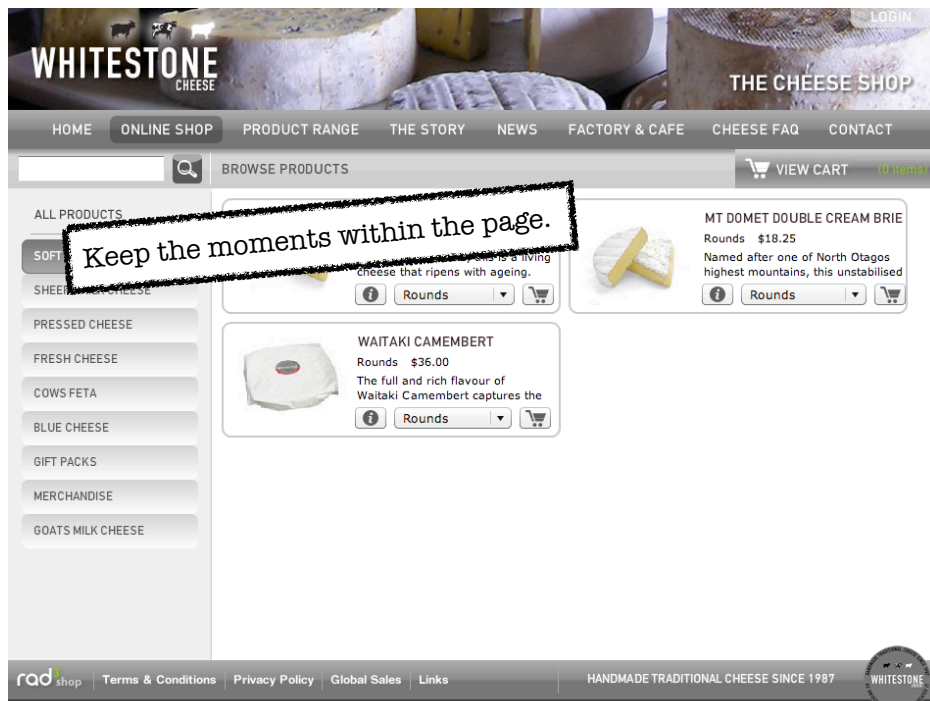 LOGIN
WHITESTONE
CHEESE
THE CHEESE SHOP
HOME ONLINE SHOP PRODUCT RANGE THE STORY NEWS FACTORY & CAFE CHEESE FAQ CONTACT
BROWSE PRODUCTS
VIEW CART (0 items)
ALL PRODUCTS
SOFT
PRESSED CHEESE
FRESH CHEESE
COWS FETA
BLUE CHEESE
GIFT PACKS
MERCHANDISE
GOATS MILK CHEESE
Keep the moments within the page.
is a living
cheese that ripens with ageing.
Rounds
MT DOMET DOUBLE CREAM BRIE
Rounds $18.25
Named after one of North Otagos
highest mountains, this unstabilised
Rounds
WAITAKI CAMEMBERT
Rounds $36.00
The full and rich flavour of
Waitaki Camembert captures the
Rounds
rad shop Terms & Conditions Privacy Policy Global Sales Links HANDMADE TRADITIONAL CHEESE SINCE 1987
WHITESTONE